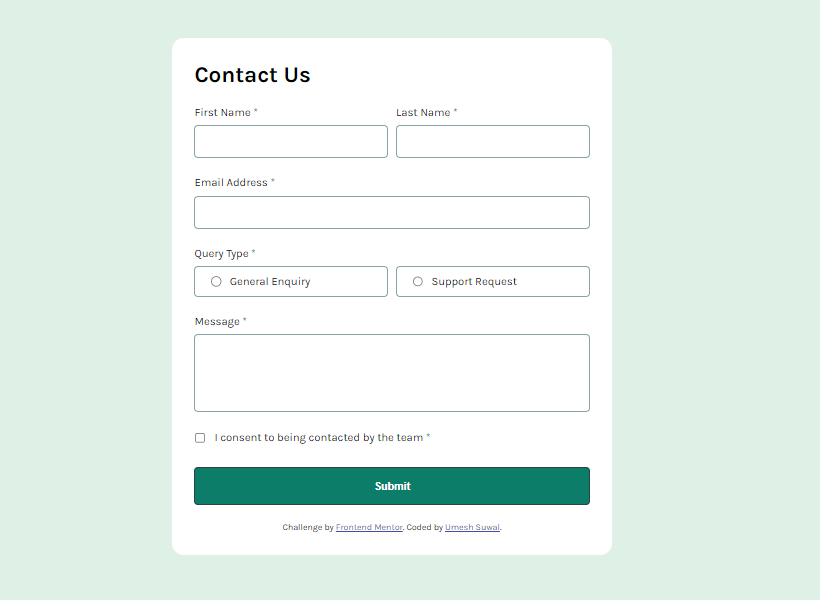 Contact Us
First Name * Last Name *
Email Address *
Query Type *
General Enquiry Support Request
Message *
I consent to being contacted by the team *
Submit
Challenge by Frontend Mentor. Coded by Umesh Suwal.